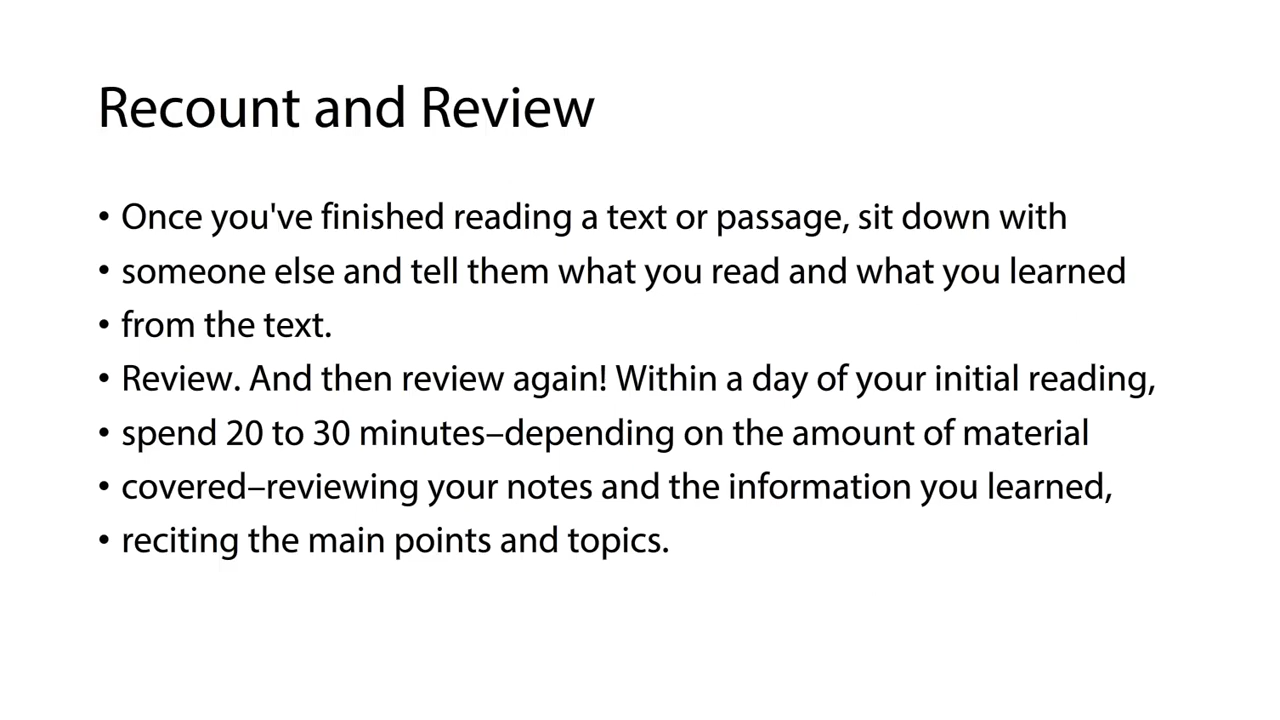 Recount and Review
• Once you've finished reading a text or passage, sit down with
• someone else and tell them what you read and what you learned
• from the text.
• Review. And then review again! Within a day of your initial reading,
• spend 20 to 30 minutes–depending on the amount of material
• covered–reviewing your notes and the information you learned,
• reciting the main points and topics.